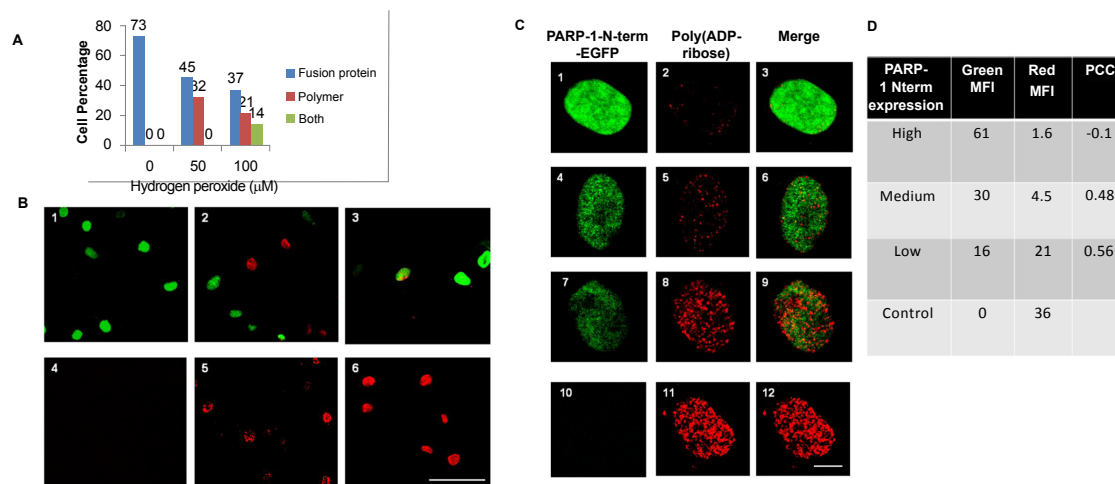 A
Cell Percentage
80
60
40
20
0
73
0 0
45
32
0
37
21
14
0 50 100
Hydrogen peroxide (µM)
Fusion protein
Polymer
Both
B
1 2 3
4 5 6
C
PARP-1-N-term
-EGFP
Poly(ADP-
ribose)
Merge
1 2 3
4 5 6
7 8 9
10 11 12
D
PARP-
1 Nterm
expression
Green
MFI
Red
MFI
PCC
High 61 1.6 -0.1
Medium 30 4.5 0.48
Low 16 21 0.56
Control 0 36